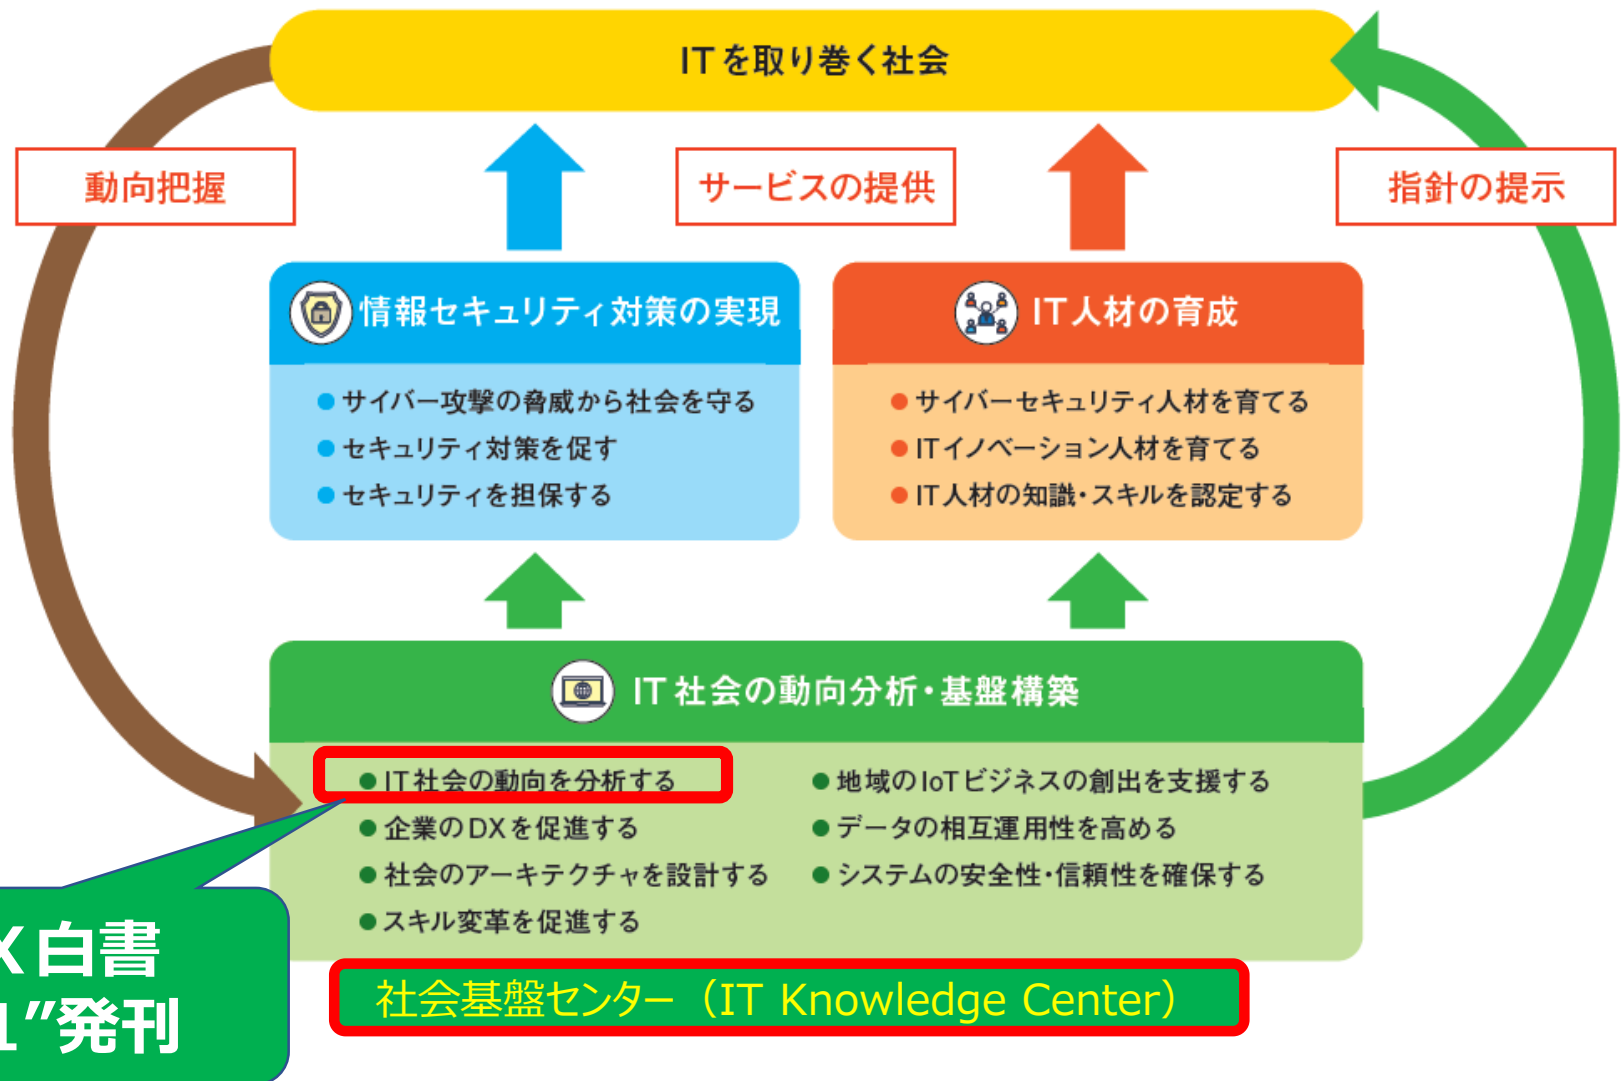 ITを取り巻く社会
動向把握
サービスの提供
指針の提示
情報セキュリティ対策の実現
● サイバー攻撃の脅威から社会を守る
● セキュリティ対策を促す
● セキュリティを担保する
IT人材の育成
● サイバーセキュリティ人材を育てる
● ITイノベーション人材を育てる
● IT人材の知識・スキルを認定する
IT社会の動向分析・基盤構築
● IT社会の動向を分析する
● 企業のDXを促進する
● 社会のアーキテクチャを設計する
● スキル変革を促進する
● 地域のIoTビジネスの創出を支援する
● データの相互運用性を高める
● システムの安全性・信頼性を確保する
X白書
1”発刊
社会基盤センター（IT Knowledge Center）